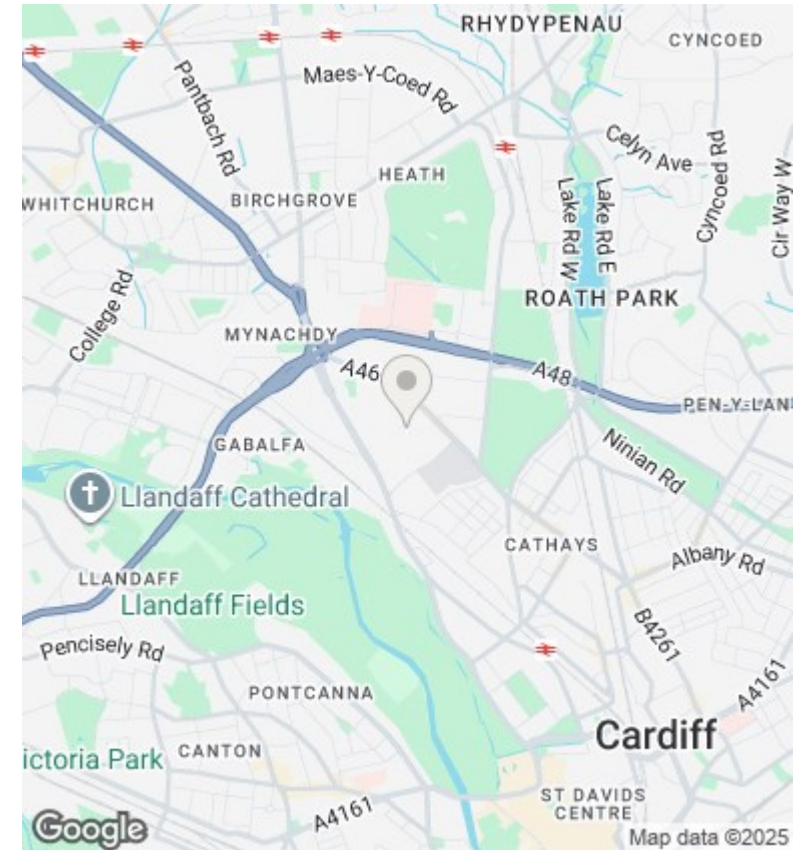 RHYDYPENAU
CYNCOED
Maes-Y-Coed Rd
Pantbach Rd
Celyn Ave
Cyncoed Rd
Clr Way W
HEATH
WHITCHURCH
BIRCHGROVE
Lake Rd W
Lake Rd E
College Rd
ROATH PARK
MYNACHDY
A46
A48
PEN-Y-LAN
GABALFA
Ninian Rd
Llandaff Cathedral
CATHAYS
Albany Rd
LLANDAFF
Llandaff Fields
B4261
Pencisely Rd
A4161
PONTCANNA
Cardiff
ictoria Park
CANTON
ST DAVIDS
CENTRE
A4161
Google
Map data ©2025